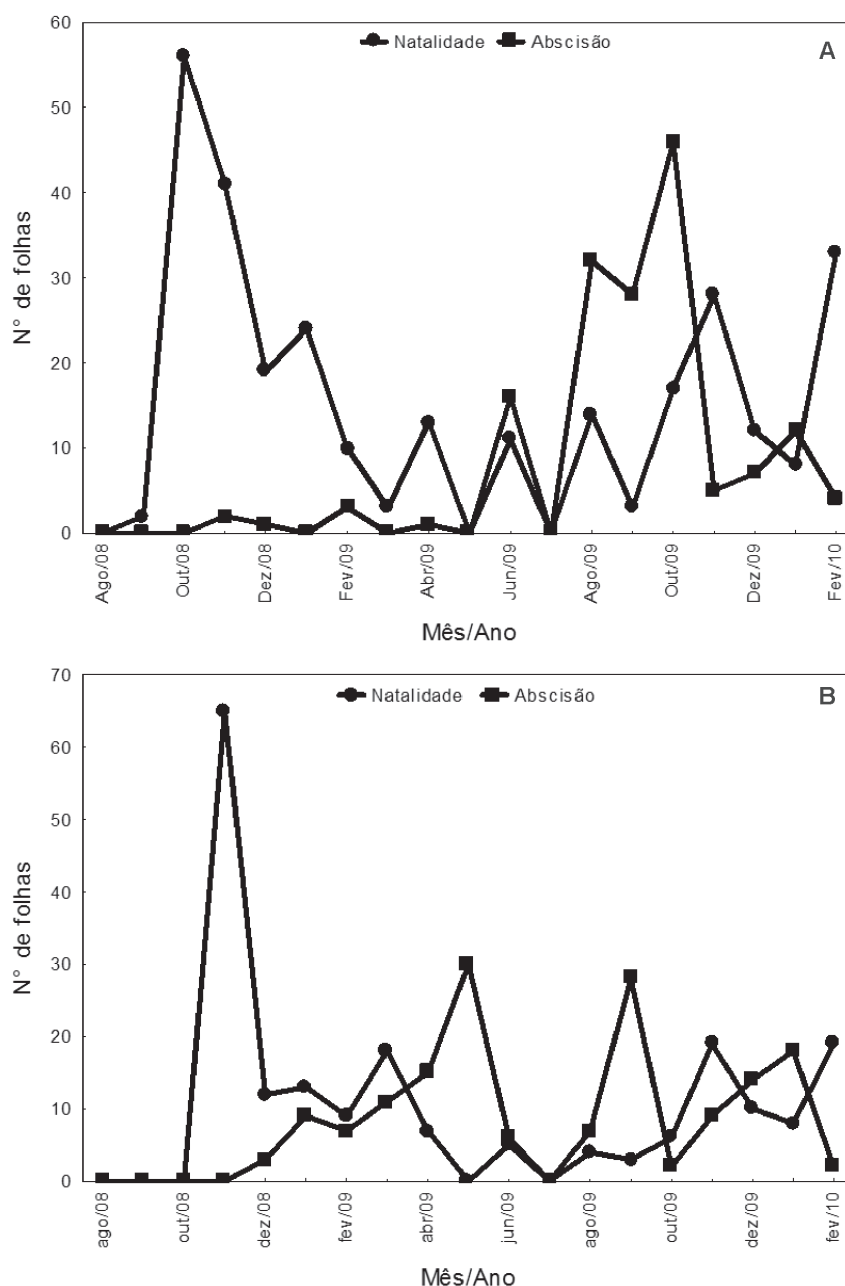 Natalidade Abscisão
A
60
50
40
30
20
10
0
N° de folhas
Ago/08 Out/08 Dez/08 Fev/09 Abr/09 Jun/09 Ago/09 Out/09 Dez/09 Fev/10
Mês/Ano
Natalidade Abscisão
B
70
60
50
40
30
20
10
0
N° de folhas
ago/08 out/08 dez/08 fev/09 abr/09 jun/09 ago/09 out/09 dez/09 fev/10
Mês/Ano